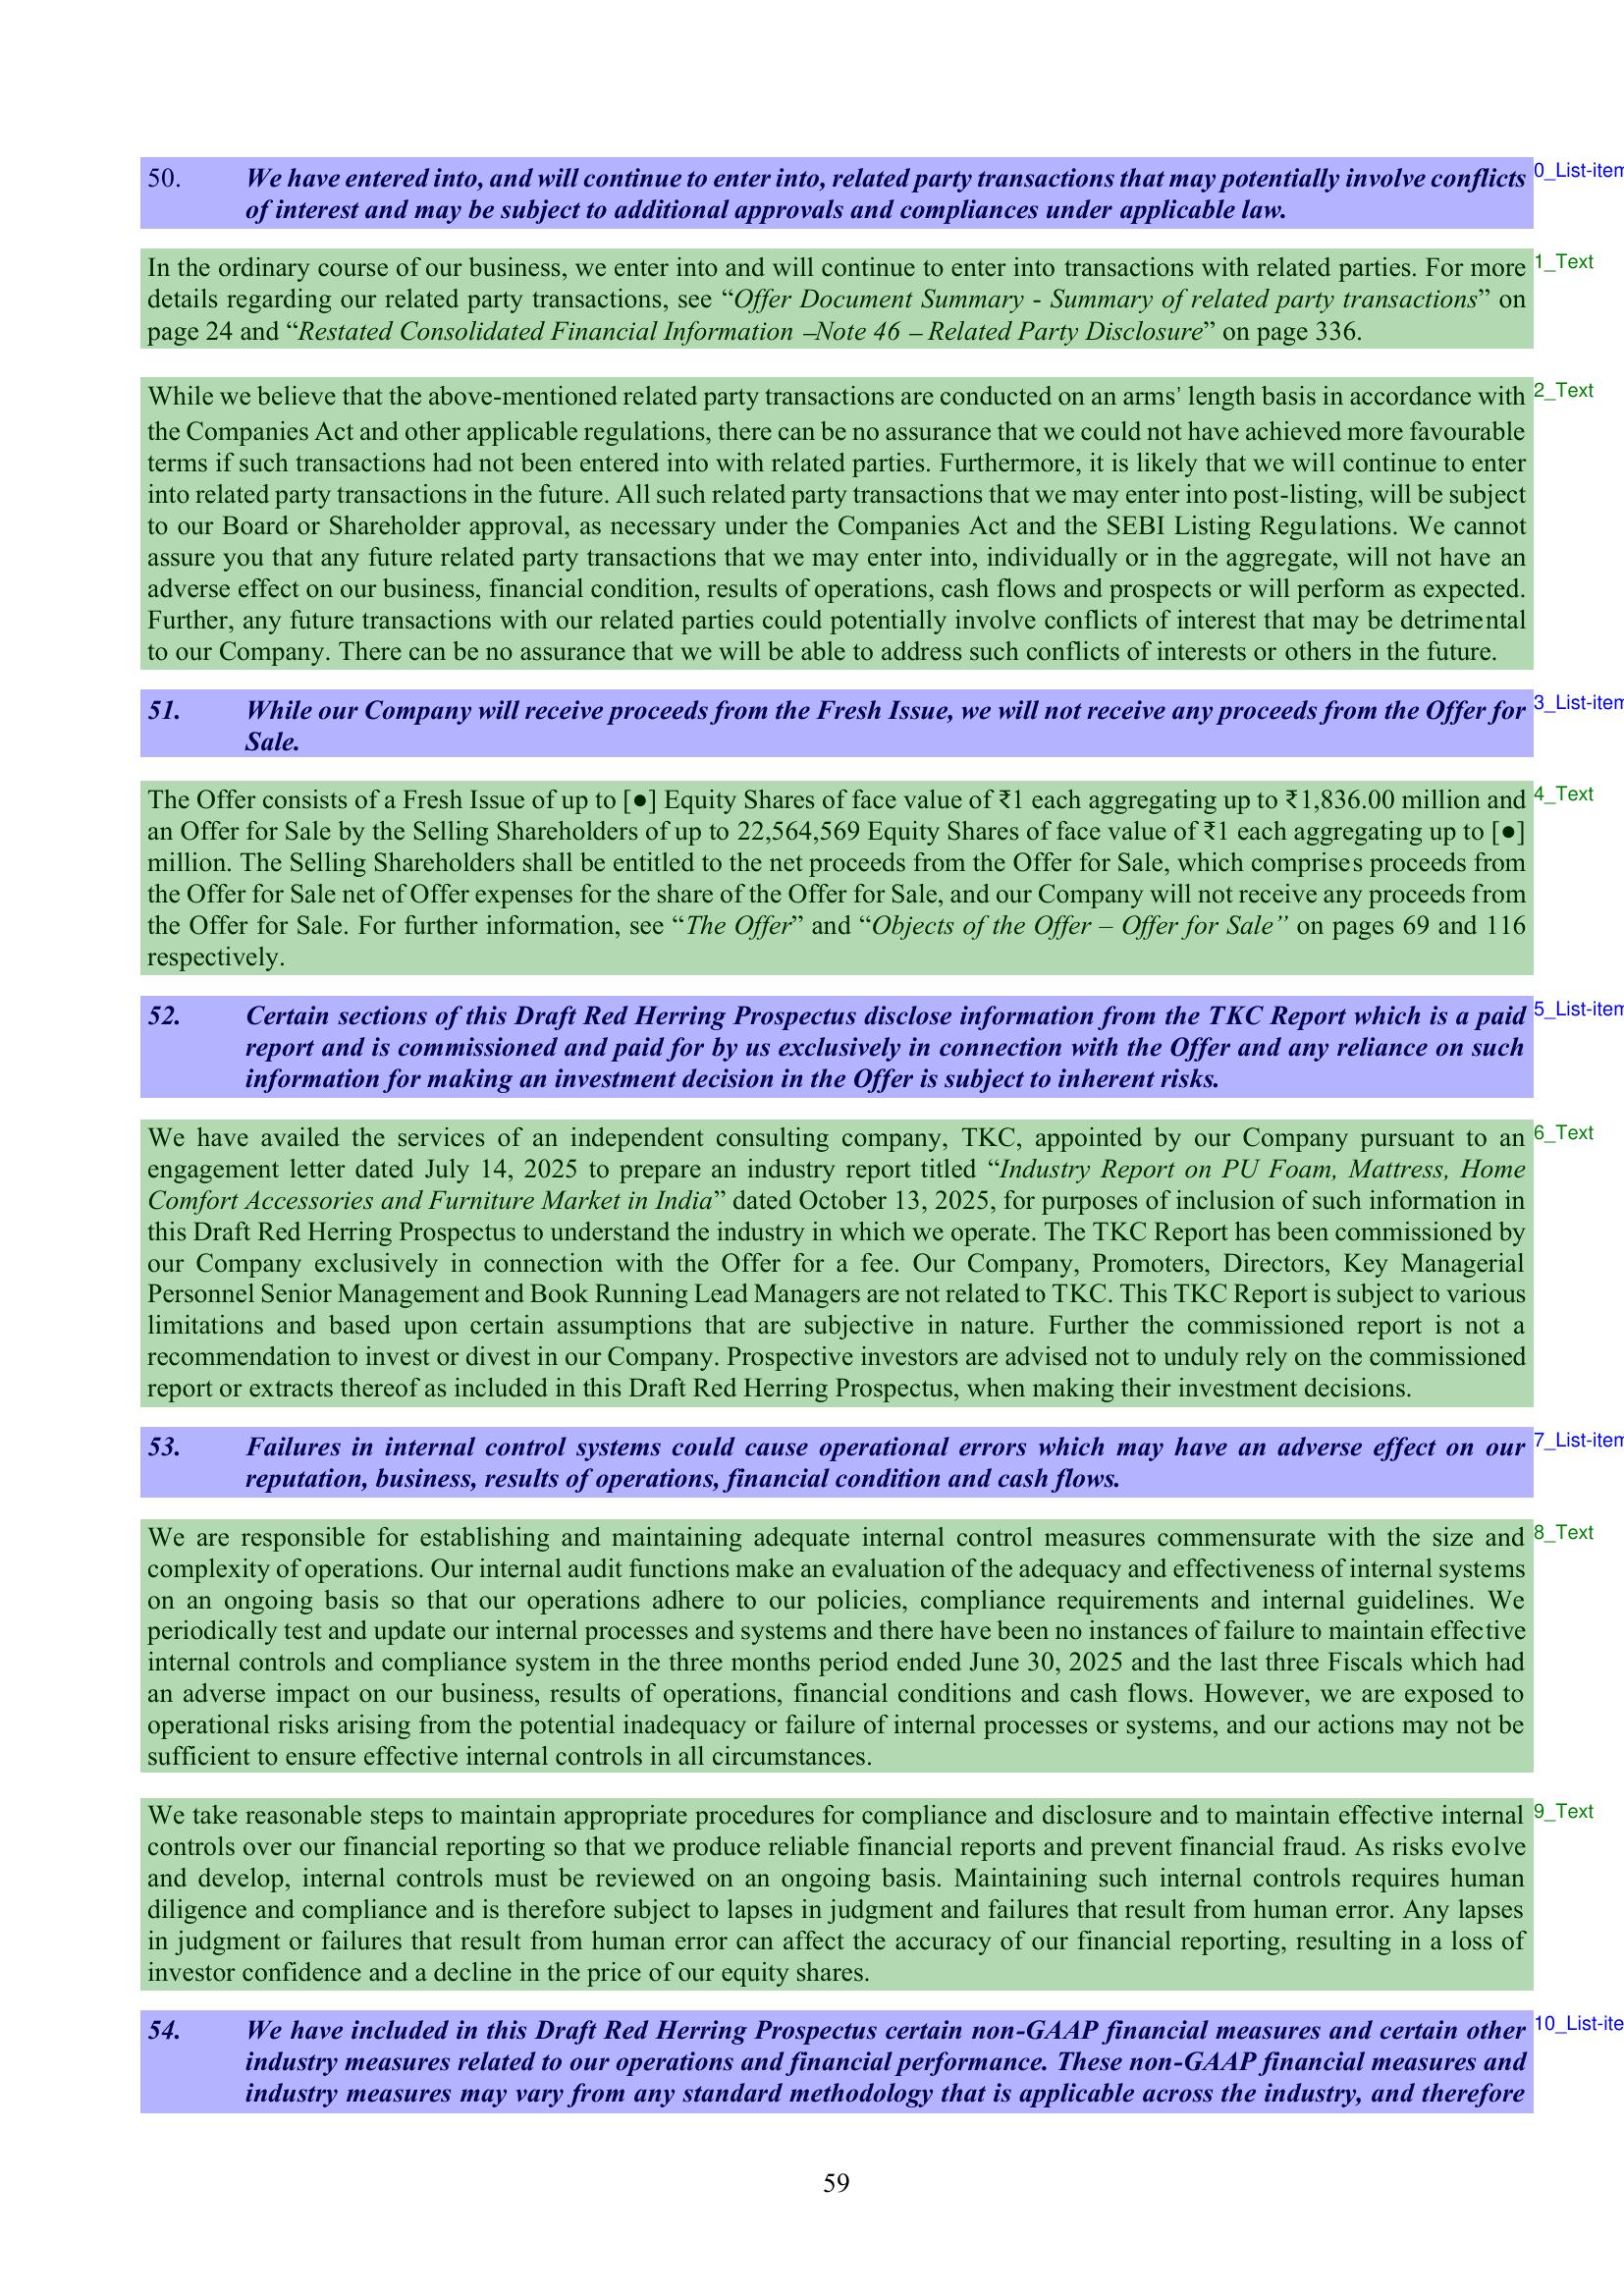 50. We have entered into, and will continue to enter into, related party transactions that may potentially involve conflicts 0_List-item
of interest and may be subject to additional approvals and compliances under applicable law.
In the ordinary course of our business, we enter into and will continue to enter into transactions with related parties. For more 1_Text
details regarding our related party transactions, see “Offer Document Summary - Summary of related party transactions” on
page 24 and “Restated Consolidated Financial Information –Note 46 – Related Party Disclosure” on page 336.
While we believe that the above-mentioned related party transactions are conducted on an arms’ length basis in accordance with 2_Text
the Companies Act and other applicable regulations, there can be no assurance that we could not have achieved more favourable
terms if such transactions had not been entered into with related parties. Furthermore, it is likely that we will continue to enter
into related party transactions in the future. All such related party transactions that we may enter into post-listing, will be subject
to our Board or Shareholder approval, as necessary under the Companies Act and the SEBI Listing Regulations. We cannot
assure you that any future related party transactions that we may enter into, individually or in the aggregate, will not have an
adverse effect on our business, financial condition, results of operations, cash flows and prospects or will perform as expected.
Further, any future transactions with our related parties could potentially involve conflicts of interest that may be detrimental
to our Company. There can be no assurance that we will be able to address such conflicts of interests or others in the future.
51. While our Company will receive proceeds from the Fresh Issue, we will not receive any proceeds from the Offer for 3_List-item
Sale.
The Offer consists of a Fresh Issue of up to [●] Equity Shares of face value of ₹1 each aggregating up to ₹1,836.00 million and 4_Text
an Offer for Sale by the Selling Shareholders of up to 22,564,569 Equity Shares of face value of ₹1 each aggregating up to [●]
million. The Selling Shareholders shall be entitled to the net proceeds from the Offer for Sale, which comprises proceeds from
the Offer for Sale net of Offer expenses for the share of the Offer for Sale, and our Company will not receive any proceeds from
the Offer for Sale. For further information, see “The Offer” and “Objects of the Offer – Offer for Sale” on pages 69 and 116
respectively.
52. Certain sections of this Draft Red Herring Prospectus disclose information from the TKC Report which is a paid 5_List-item
report and is commissioned and paid for by us exclusively in connection with the Offer and any reliance on such
information for making an investment decision in the Offer is subject to inherent risks.
We have availed the services of an independent consulting company, TKC, appointed by our Company pursuant to an 6_Text
engagement letter dated July 14, 2025 to prepare an industry report titled “Industry Report on PU Foam, Mattress, Home
Comfort Accessories and Furniture Market in India” dated October 13, 2025, for purposes of inclusion of such information in
this Draft Red Herring Prospectus to understand the industry in which we operate. The TKC Report has been commissioned by
our Company exclusively in connection with the Offer for a fee. Our Company, Promoters, Directors, Key Managerial
Personnel Senior Management and Book Running Lead Managers are not related to TKC. This TKC Report is subject to various
limitations and based upon certain assumptions that are subjective in nature. Further the commissioned report is not a
recommendation to invest or divest in our Company. Prospective investors are advised not to unduly rely on the commissioned
report or extracts thereof as included in this Draft Red Herring Prospectus, when making their investment decisions.
53. Failures in internal control systems could cause operational errors which may have an adverse effect on our 7_List-item
reputation, business, results of operations, financial condition and cash flows.
We are responsible for establishing and maintaining adequate internal control measures commensurate with the size and 8_Text
complexity of operations. Our internal audit functions make an evaluation of the adequacy and effectiveness of internal systems
on an ongoing basis so that our operations adhere to our policies, compliance requirements and internal guidelines. We
periodically test and update our internal processes and systems and there have been no instances of failure to maintain effective
internal controls and compliance system in the three months period ended June 30, 2025 and the last three Fiscals which had
an adverse impact on our business, results of operations, financial conditions and cash flows. However, we are exposed to
operational risks arising from the potential inadequacy or failure of internal processes or systems, and our actions may not be
sufficient to ensure effective internal controls in all circumstances.
We take reasonable steps to maintain appropriate procedures for compliance and disclosure and to maintain effective internal 9_Text
controls over our financial reporting so that we produce reliable financial reports and prevent financial fraud. As risks evolve
and develop, internal controls must be reviewed on an ongoing basis. Maintaining such internal controls requires human
diligence and compliance and is therefore subject to lapses in judgment and failures that result from human error. Any lapses
in judgment or failures that result from human error can affect the accuracy of our financial reporting, resulting in a loss of
investor confidence and a decline in the price of our equity shares.
54. We have included in this Draft Red Herring Prospectus certain non-GAAP financial measures and certain other 10_List-ite
industry measures related to our operations and financial performance. These non-GAAP financial measures and
industry measures may vary from any standard methodology that is applicable across the industry, and therefore
59